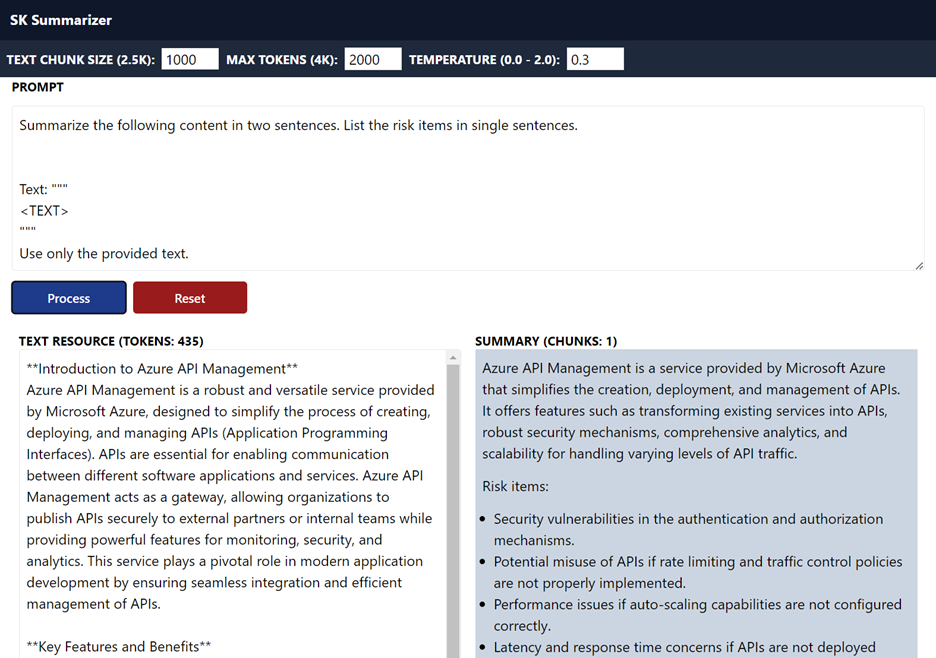 SK Summarizer
TEXT CHUNK SIZE (2.5K): 1000 MAX TOKENS (4K): 2000 TEMPERATURE (0.0 - 2.0): 0.3
PROMPT
Summarize the following content in two sentences. List the risk items in single sentences.
Text: """
<TEXT>
"""
Use only the provided text.
Process Reset
TEXT RESOURCE (TOKENS: 435)
**Introduction to Azure API Management**
Azure API Management is a robust and versatile service provided
by Microsoft Azure, designed to simplify the process of creating,
deploying, and managing APIs (Application Programming
Interfaces). APIs are essential for enabling communication
between different software applications and services. Azure API
Management acts as a gateway, allowing organizations to
publish APIs securely to external partners or internal teams while
providing powerful features for monitoring, security, and
analytics. This service plays a pivotal role in modern application
development by ensuring seamless integration and efficient
management of APIs.
**Key Features and Benefits**
SUMMARY (CHUNKS: 1)
Azure API Management is a service provided by Microsoft Azure
that simplifies the creation, deployment, and management of APIs.
It offers features such as transforming existing services into APIs,
robust security mechanisms, comprehensive analytics, and
scalability for handling varying levels of API traffic.
Risk items:
• Security vulnerabilities in the authentication and authorization
mechanisms.
• Potential misuse of APIs if rate limiting and traffic control policies
are not properly implemented.
• Performance issues if auto-scaling capabilities are not configured
correctly.
• Latency and response time concerns if APIs are not deployed